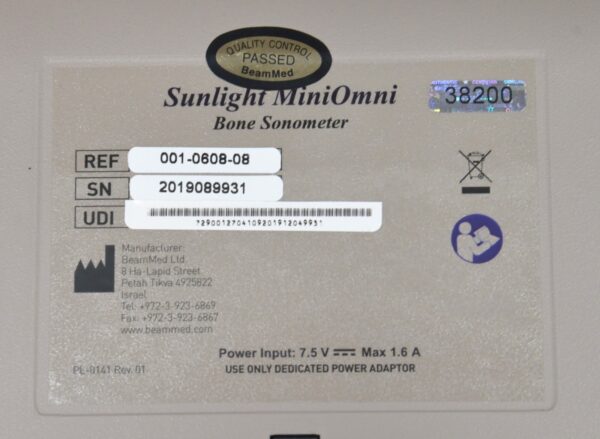 QUALITY CONTROL
PASSED
BeamMed
Sunlight MiniOmni
38200
Bone Sonometer
REF 001-0608-08
SN 2019089931
UDI
Manufacturer:
BeamMed Ltd.
8 Ha-Lapid Street
Petah Tikva 4925822
Israel
Tel: +972-3-923-6869
Fax: +972-3-923-6867
www.beammed.com
Power Input: 7.5 V Max 1.6 A
PL-0141 Rev. 01
USE ONLY DEDICATED POWER ADAPTOR